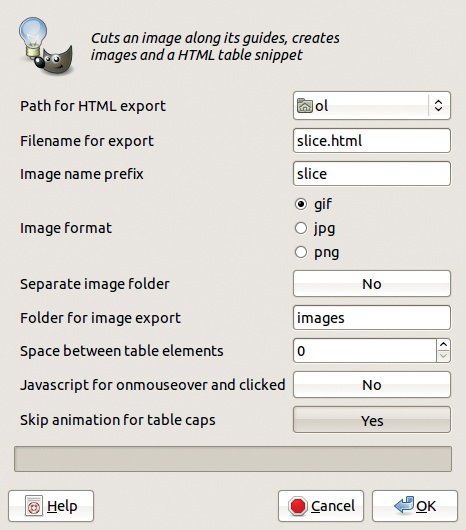 Cuts an image along its guides, creates
images and a HTML table snippet
Path for HTML export
ol
Filename for export
slice.html
Image name prefix
slice
Image format
gif
jpg
png
Separate image folder
No
Folder for image export
images
Space between table elements
0
Javascript for onmouseover and clicked
No
Skip animation for table caps
Yes
Help
Cancel
OK